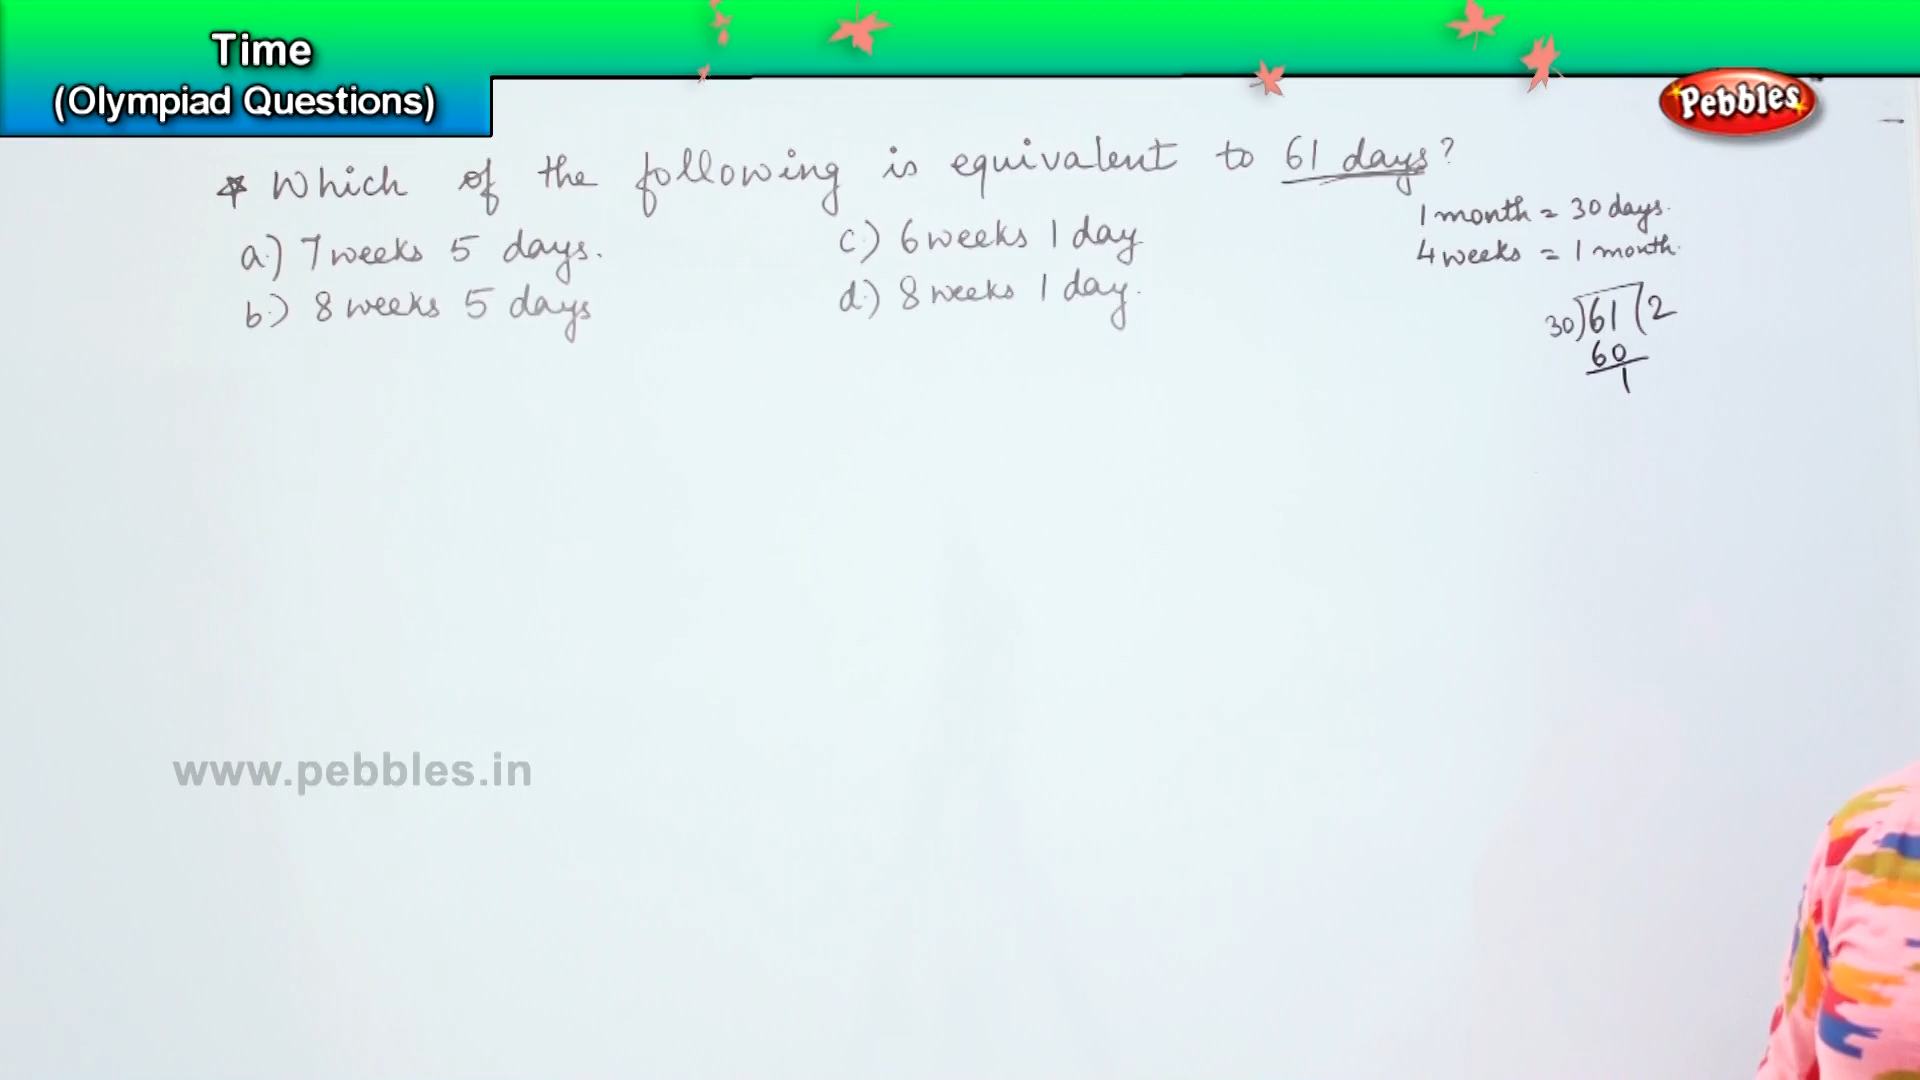 Time
(Olympiad Questions)
Pebbles
* Which of the following is equivalent to 61 days?
a.) 7 weeks 5 days.
b.) 8 weeks 5 days
c.) 6 weeks 1 day
d.) 8 weeks 1 day.
1 month = 30 days.
4 weeks = 1 month.
30)61(2
60
1
www.pebbles.in